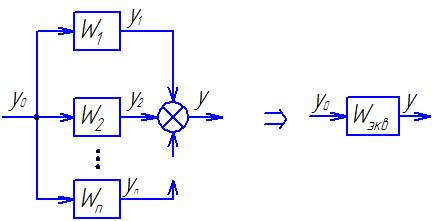 W₁ y₁
y₀ W₂ y₂ y ⇒ y₀ Wэкв y
Wn yn